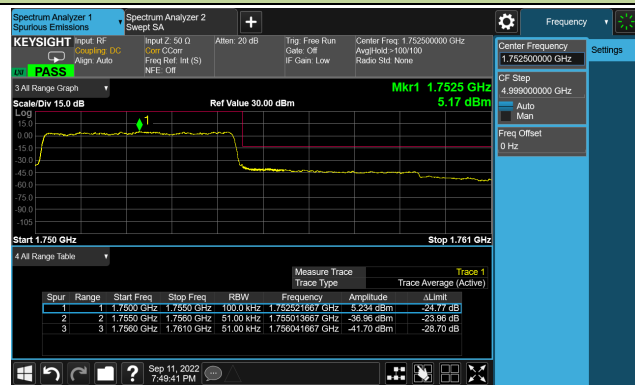 Spectrum Analyzer 1
Spurious Emissions
Spectrum Analyzer 2
Swept SA
Frequency
KEYSIGHT
Input: RF
Coupling: DC
Align: Auto
Input Z: 50 Ω
Corr CCorr
Freq Ref: Int (S)
NFE: Off
Atten: 20 dB
Trig: Free Run
Gate: Off
IF Gain: Low
Center Freq: 1.752500000 GHz
Avg|Hold:>100/100
Radio Std: None
PASS
Center Frequency
1.752500000 GHz
Settings
CF Step
4.999000000 GHz
Auto
Man
Freq Offset
0 Hz
3 All Range Graph
Mkr1 1.7525 GHz
Scale/Div 15.0 dB
Ref Value 30.00 dBm
5.17 dBm
Log
15.0
0.00
-15.0
-30.0
-45.0
-60.0
-75.0
-90.0
-105
1
Start 1.750 GHz
Stop 1.761 GHz
4 All Range Table
Measure Trace Trace 1
Trace Type Trace Average (Active)
Spur Range Start Freq Stop Freq RBW Frequency Amplitude ΔLimit
1 1 1.7500 GHz 1.7550 GHz 100.0 kHz 1.752521667 GHz 5.234 dBm -24.77 dB
2 2 1.7550 GHz 1.7560 GHz 51.00 kHz 1.755013667 GHz -36.96 dBm -23.96 dB
3 3 1.7560 GHz 1.7610 GHz 51.00 kHz 1.756041667 GHz -41.70 dBm -28.70 dB
Sep 11, 2022
7:49:41 PM